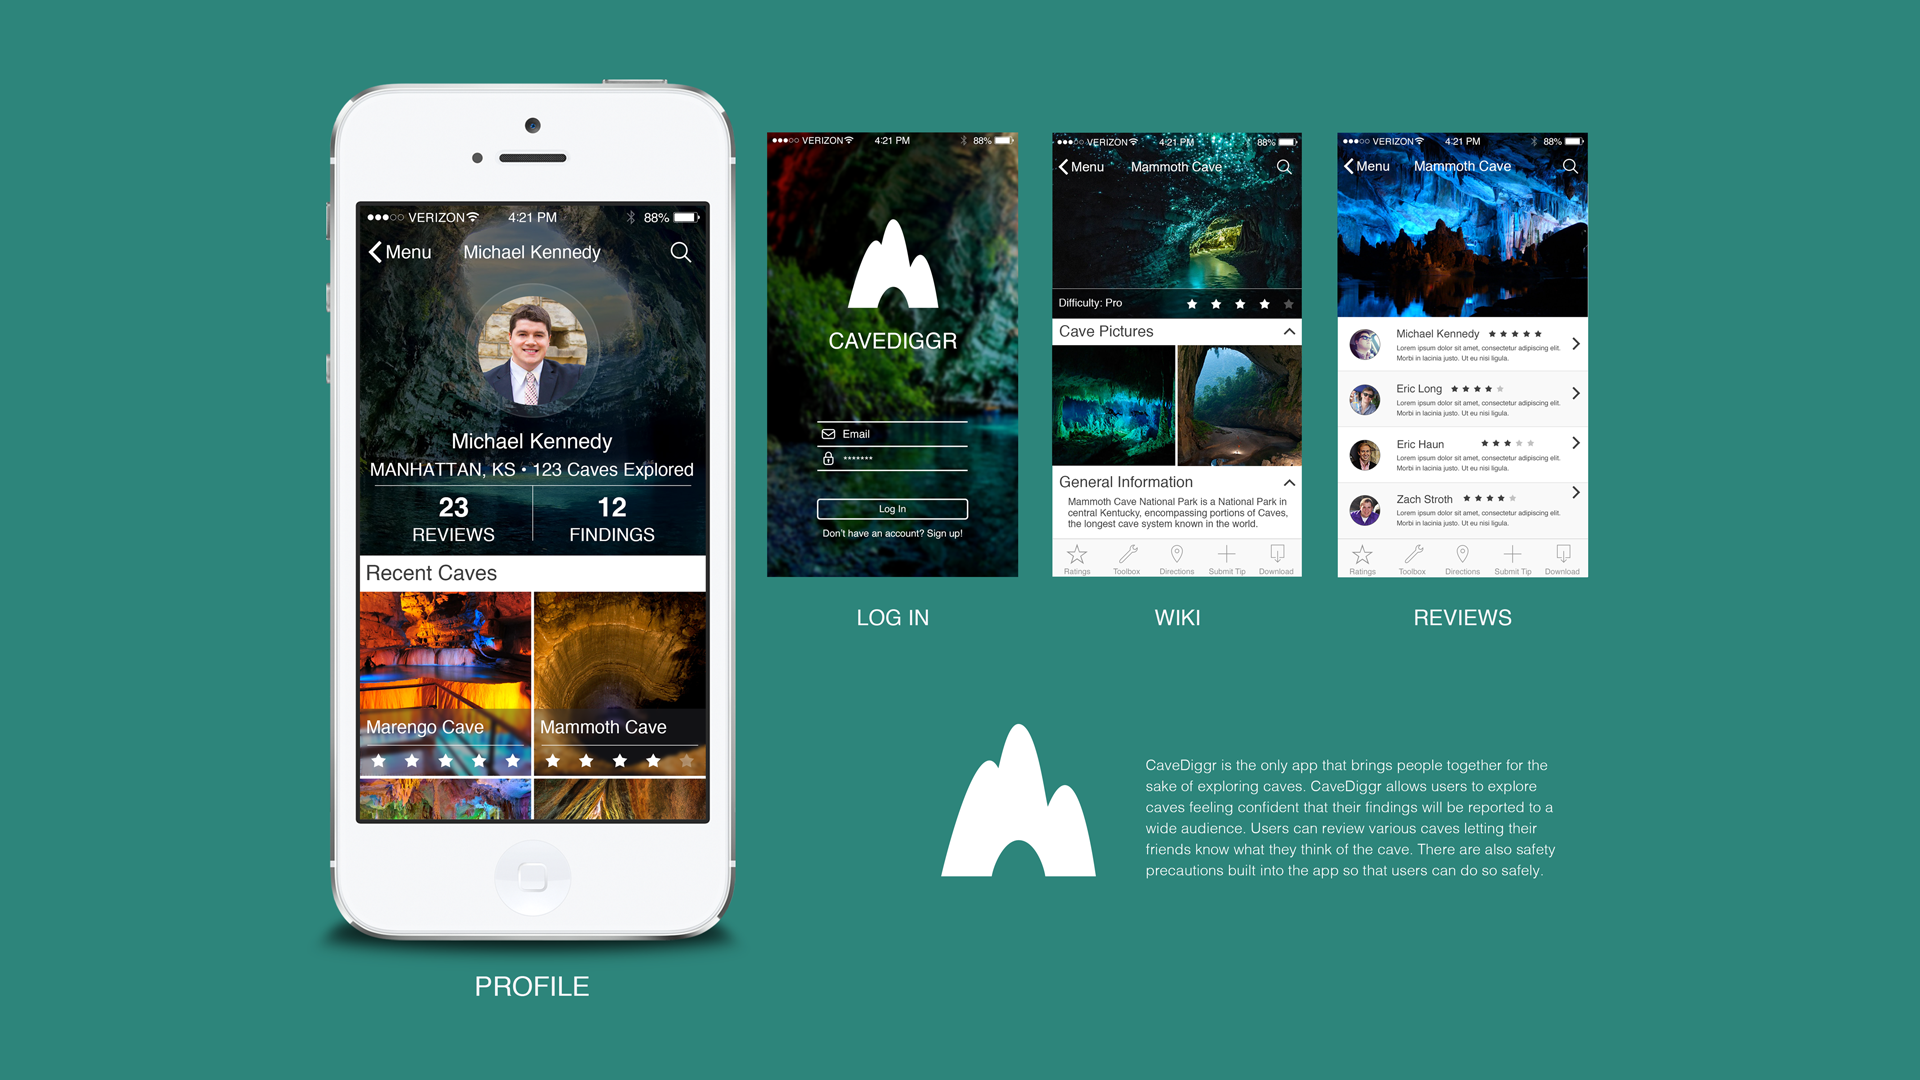 VERIZON 4:21 PM 88%
Menu Michael Kennedy
Michael Kennedy
MANHATTAN, KS • 123 Caves Explored
23 12
REVIEWS FINDINGS
Recent Caves
Marengo Cave Mammoth Cave
PROFILE
VERIZON 4:21 PM 88%
CAVEDIGGR
Email
*******
Log In
Don't have an account? Sign up!
LOG IN
VERIZON 4:21 PM 88%
Menu Mammoth Cave
Difficulty: Pro
Cave Pictures
General Information
Mammoth Cave National Park is a National Park in
central Kentucky, encompassing portions of Caves,
the longest cave system known in the world.
Ratings Toolbox Directions Submit Tip Download
WIKI
VERIZON 4:21 PM 88%
Menu Mammoth Cave
Michael Kennedy
Lorem ipsum dolor sit amet, consectetur adipiscing elit.
Morbi in lacinia justo. Ut eu nisi ligula.
Eric Long
Lorem ipsum dolor sit amet, consectetur adipiscing elit.
Morbi in lacinia justo. Ut eu nisi ligula.
Eric Haun
Lorem ipsum dolor sit amet, consectetur adipiscing elit.
Morbi in lacinia justo. Ut eu nisi ligula.
Zach Stroth
Lorem ipsum dolor sit amet, consectetur adipiscing elit.
Morbi in lacinia justo. Ut eu nisi ligula.
Ratings Toolbox Directions Submit Tip Download
REVIEWS
CaveDiggr is the only app that brings people together for the
sake of exploring caves. CaveDiggr allows users to explore
caves feeling confident that their findings will be reported to a
wide audience. Users can review various caves letting their
friends know what they think of the cave. There are also safety
precautions built into the app so that users can do so safely.